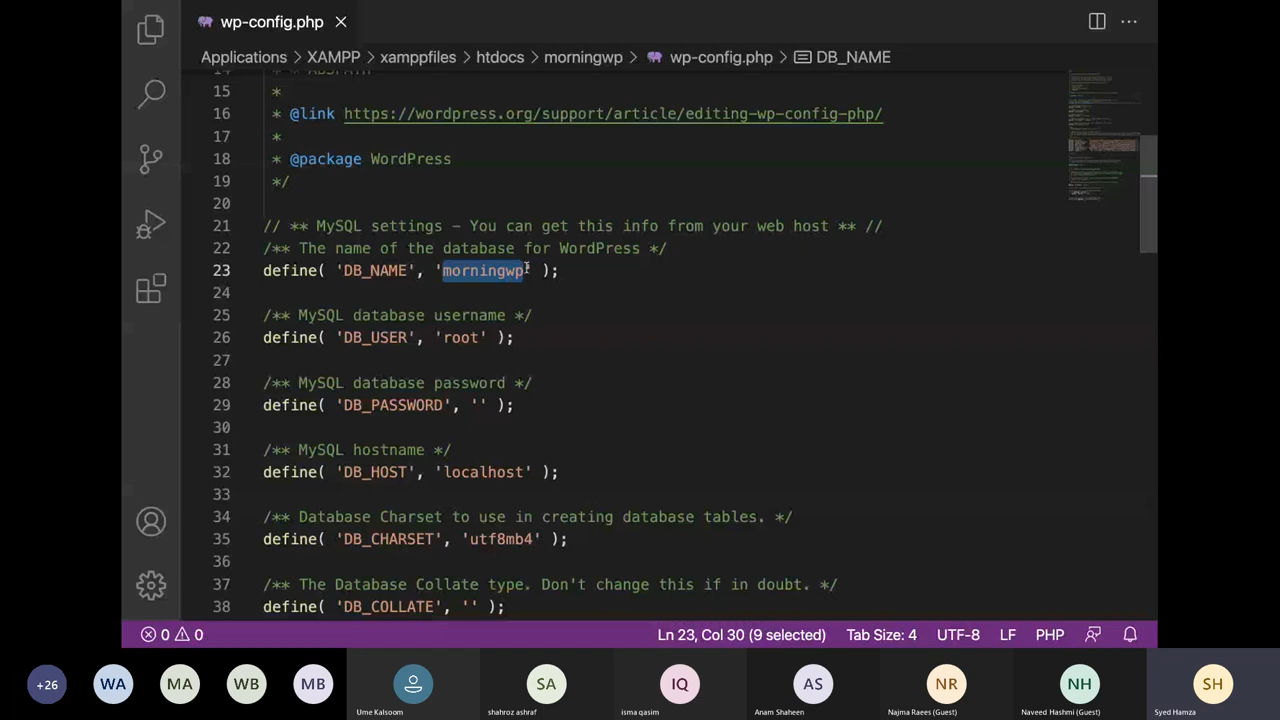 wp-config.php
Applications > XAMPP > xamppfiles > htdocs > morningwp > wp-config.php > DB_NAME
14 * * ABSPATH
15 *
16 * @link https://wordpress.org/support/article/editing-wp-config-php/
17 *
18 * @package WordPress
19 */
20
21 // ** MySQL settings - You can get this info from your web host ** //
22 /** The name of the database for WordPress */
23 define( 'DB_NAME', 'morningwp' );
24
25 /** MySQL database username */
26 define( 'DB_USER', 'root' );
27
28 /** MySQL database password */
29 define( 'DB_PASSWORD', '' );
30
31 /** MySQL hostname */
32 define( 'DB_HOST', 'localhost' );
33
34 /** Database Charset to use in creating database tables. */
35 define( 'DB_CHARSET', 'utf8mb4' );
36
37 /** The Database Collate type. Don't change this if in doubt. */
38 define( 'DB_COLLATE', '' );
0 0 Ln 23, Col 30 (9 selected) Tab Size: 4 UTF-8 LF PHP
+26 WA MA WB MB SA IQ AS NR NH SH
Ume Kalsoom shahroz ashraf isma qasim Anam Shaheen Najma Raees (Guest) Naveed Hashmi (Guest) Syed Hamza